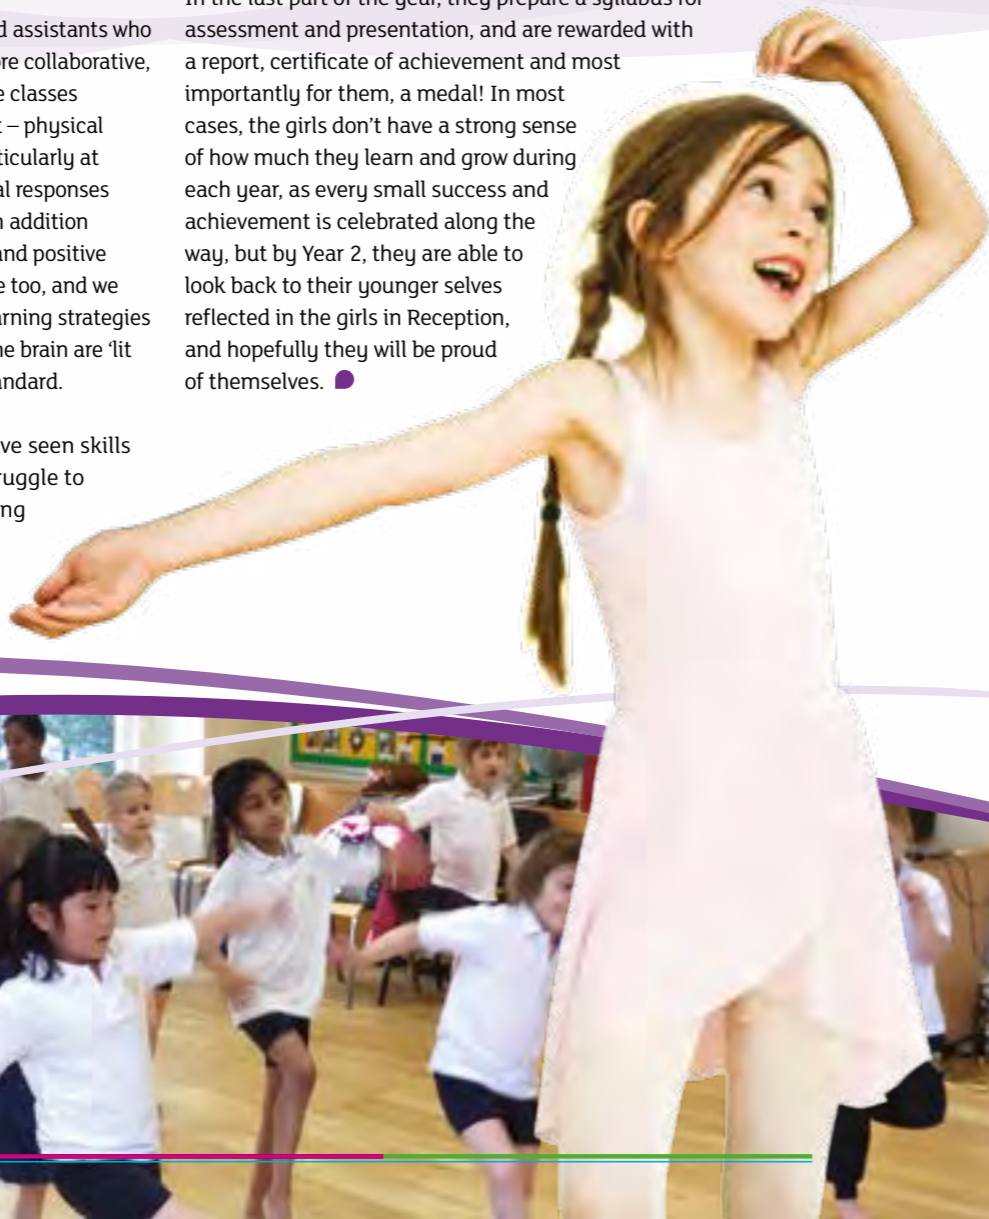 d assistants who
re collaborative,
e classes
– physical
ticularly at
al responses
n addition
and positive
e too, and we
arning strategies
ne brain are ‘lit
andard.
ve seen skills
ruggle to
ng
In the last part of the year, they prepare a syllabus for
assessment and presentation, and are rewarded with
a report, certificate of achievement and most
importantly for them, a medal! In most
cases, the girls don’t have a strong sense
of how much they learn and grow during
each year, as every small success and
achievement is celebrated along the
way, but by Year 2, they are able to
look back to their younger selves
reflected in the girls in Reception,
and hopefully they will be proud
of themselves.